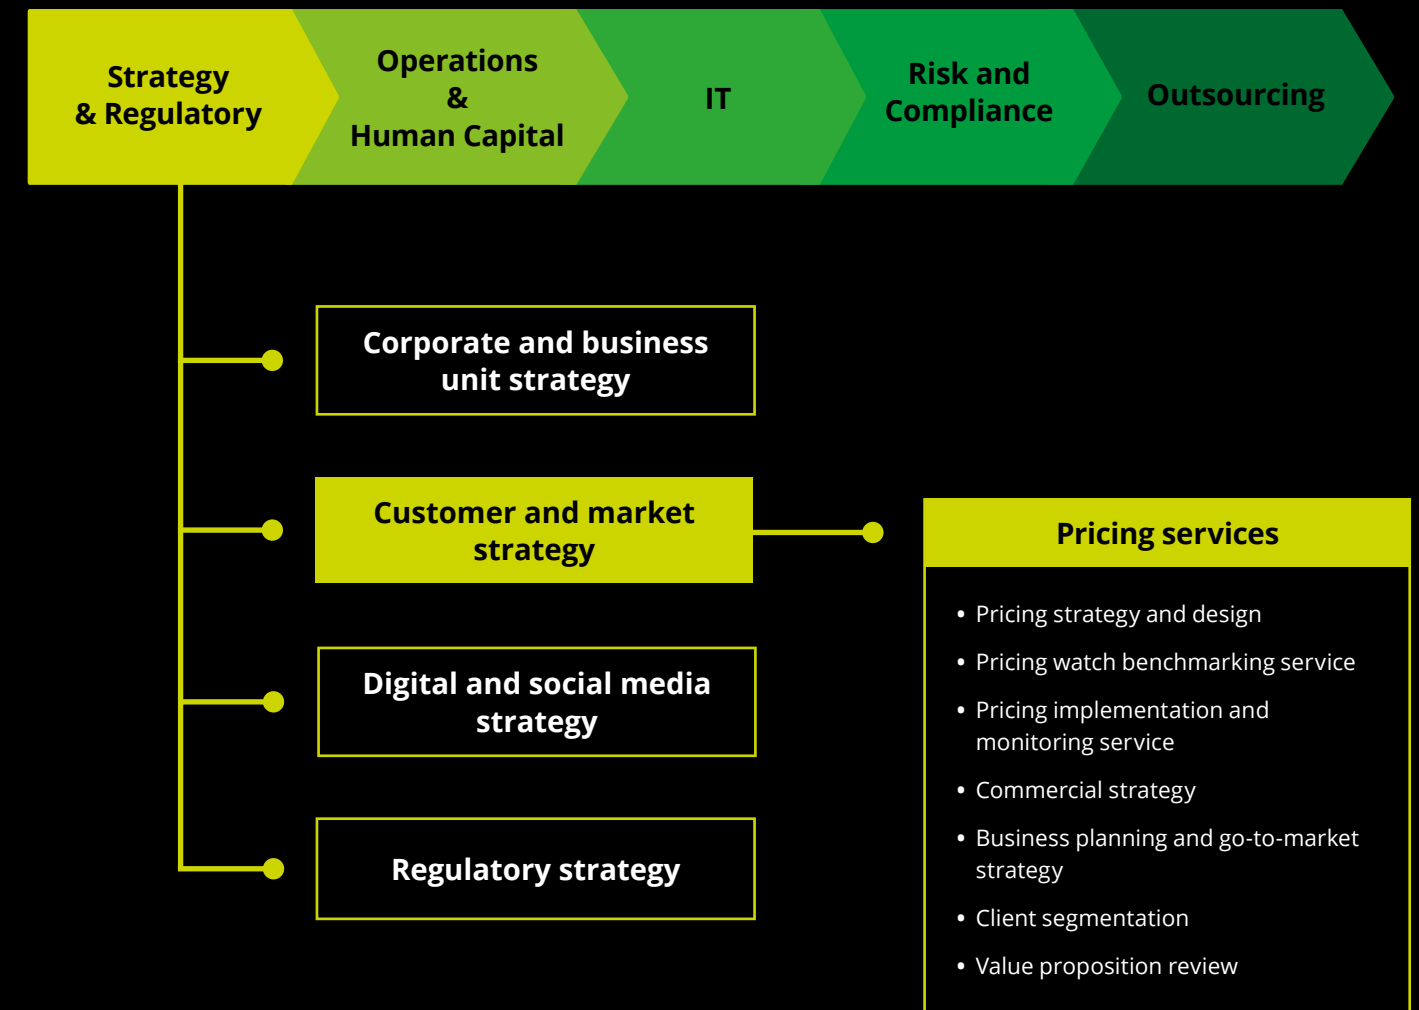 Strategy
& Regulatory
Operations
&
Human Capital
IT
Risk and
Compliance
Outsourcing
Corporate and business
unit strategy
Customer and market
strategy
Digital and social media
strategy
Regulatory strategy
Pricing services
• Pricing strategy and design
• Pricing watch benchmarking service
• Pricing implementation and
monitoring service
• Commercial strategy
• Business planning and go-to-market
strategy
• Client segmentation
• Value proposition review